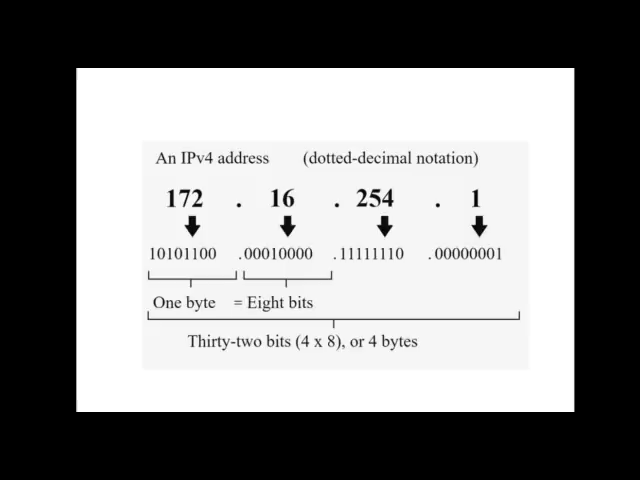 An IPv4 address (dotted-decimal notation)
172 . 16 . 254 . 1
10101100 .00010000 .11111110 .00000001
One byte = Eight bits
Thirty-two bits (4 x 8), or 4 bytes